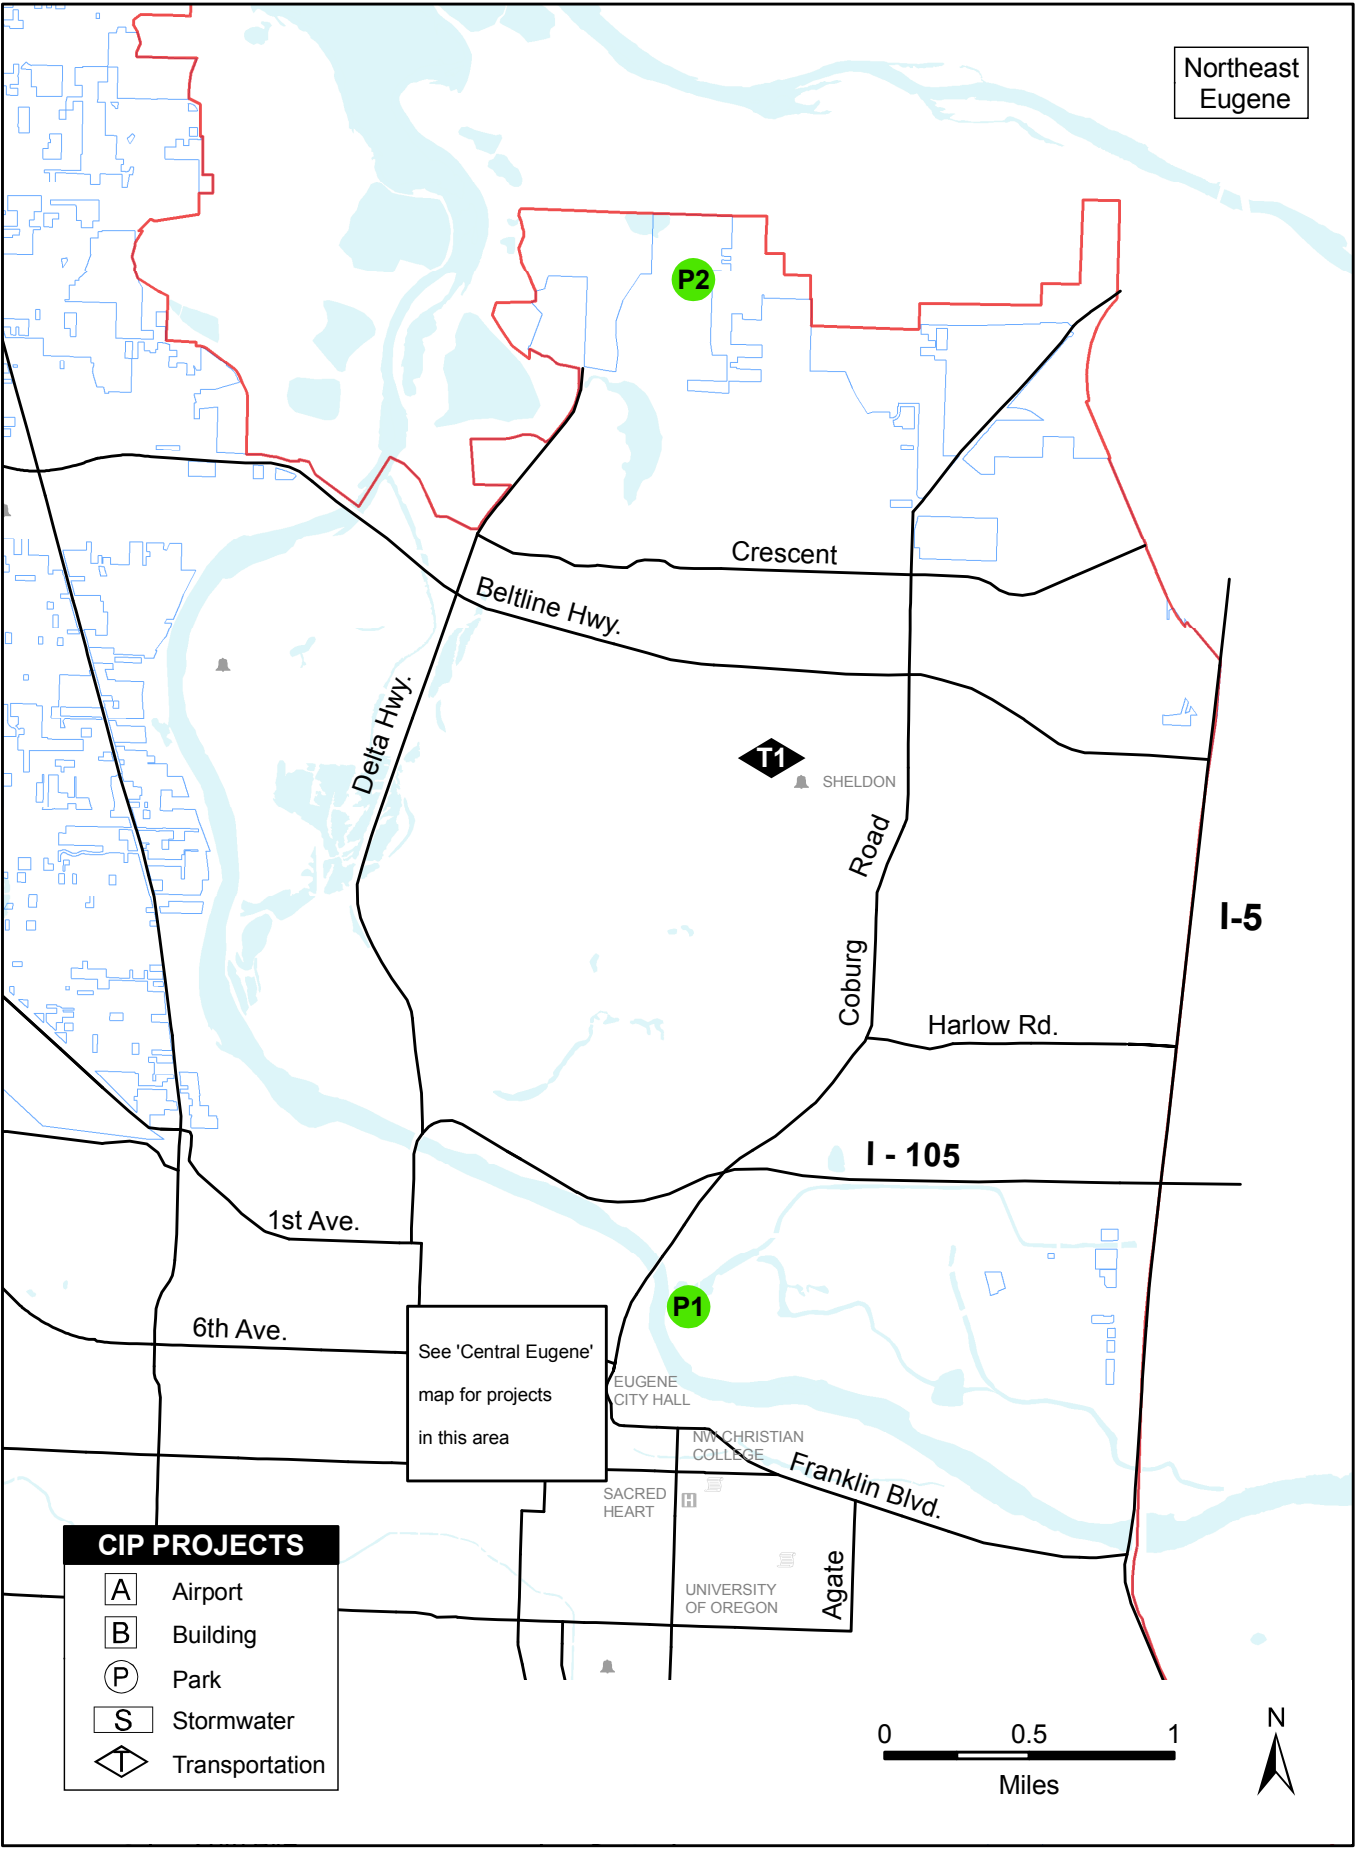 Northeast
Eugene
P2
Crescent
Beltline Hwy.
Delta Hwy.
T1
SHELDON
Road
I-5
Coburg
Harlow Rd.
I - 105
1st Ave.
P1
6th Ave.
See 'Central Eugene'
map for projects
in this area
EUGENE
CITY HALL
NW CHRISTIAN
COLLEGE
Franklin Blvd.
SACRED
HEART
H
Agate
UNIVERSITY
OF OREGON
CIP PROJECTS
A Airport
B Building
P Park
S Stormwater
T Transportation
0 0.5 1
Miles
N